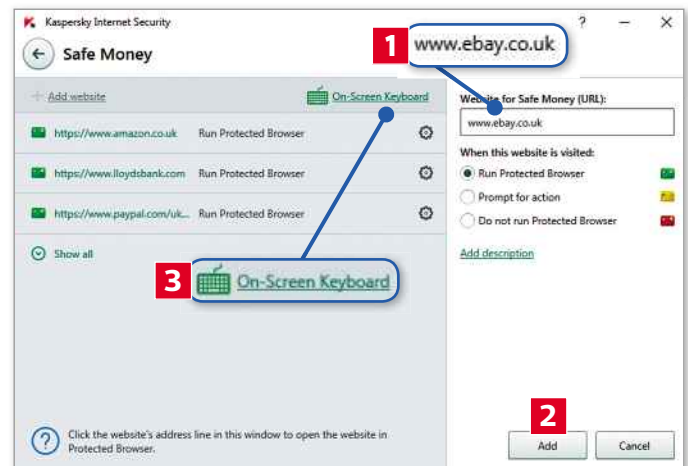 Kaspersky Internet Security
? — ✕
Safe Money
1 www.ebay.co.uk
+ Add website
On-Screen Keyboard
https://www.amazon.co.uk Run Protected Browser
https://www.lloydsbank.com Run Protected Browser
https://www.paypal.com/uk... Run Protected Browser
Show all
3 On-Screen Keyboard
? Click the website's address line in this window to open the website in
Protected Browser.
Website for Safe Money (URL):
www.ebay.co.uk
When this website is visited:
Run Protected Browser
Prompt for action
Do not run Protected Browser
Add description
2
Add Cancel